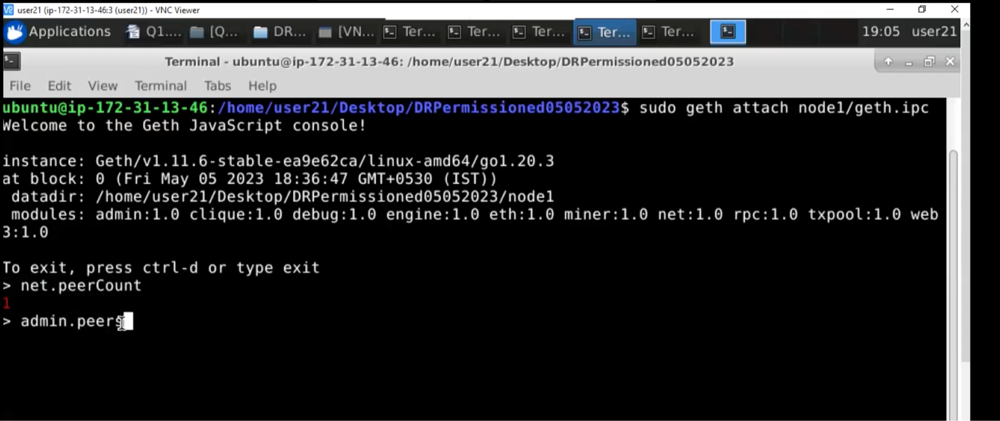 user21 (ip-172-31-13-46:3 (user21)) - VNC Viewer
Applications Q1.... [Q... DR... [VN... Ter... Ter... Ter... Ter... Ter... 19:05 user21
Terminal - ubuntu@ip-172-31-13-46: /home/user21/Desktop/DRPermissioned05052023
File Edit View Terminal Tabs Help
ubuntu@ip-172-31-13-46:/home/user21/Desktop/DRPermissioned05052023$ sudo geth attach node1/geth.ipc
Welcome to the Geth JavaScript console!
instance: Geth/v1.11.6-stable-ea9e62ca/linux-amd64/go1.20.3
at block: 0 (Fri May 05 2023 18:36:47 GMT+0530 (IST))
datadir: /home/user21/Desktop/DRPermissioned05052023/node1
modules: admin:1.0 clique:1.0 debug:1.0 engine:1.0 eth:1.0 miner:1.0 net:1.0 rpc:1.0 txpool:1.0 web
3:1.0
To exit, press ctrl-d or type exit
> net.peerCount
1
> admin.peers